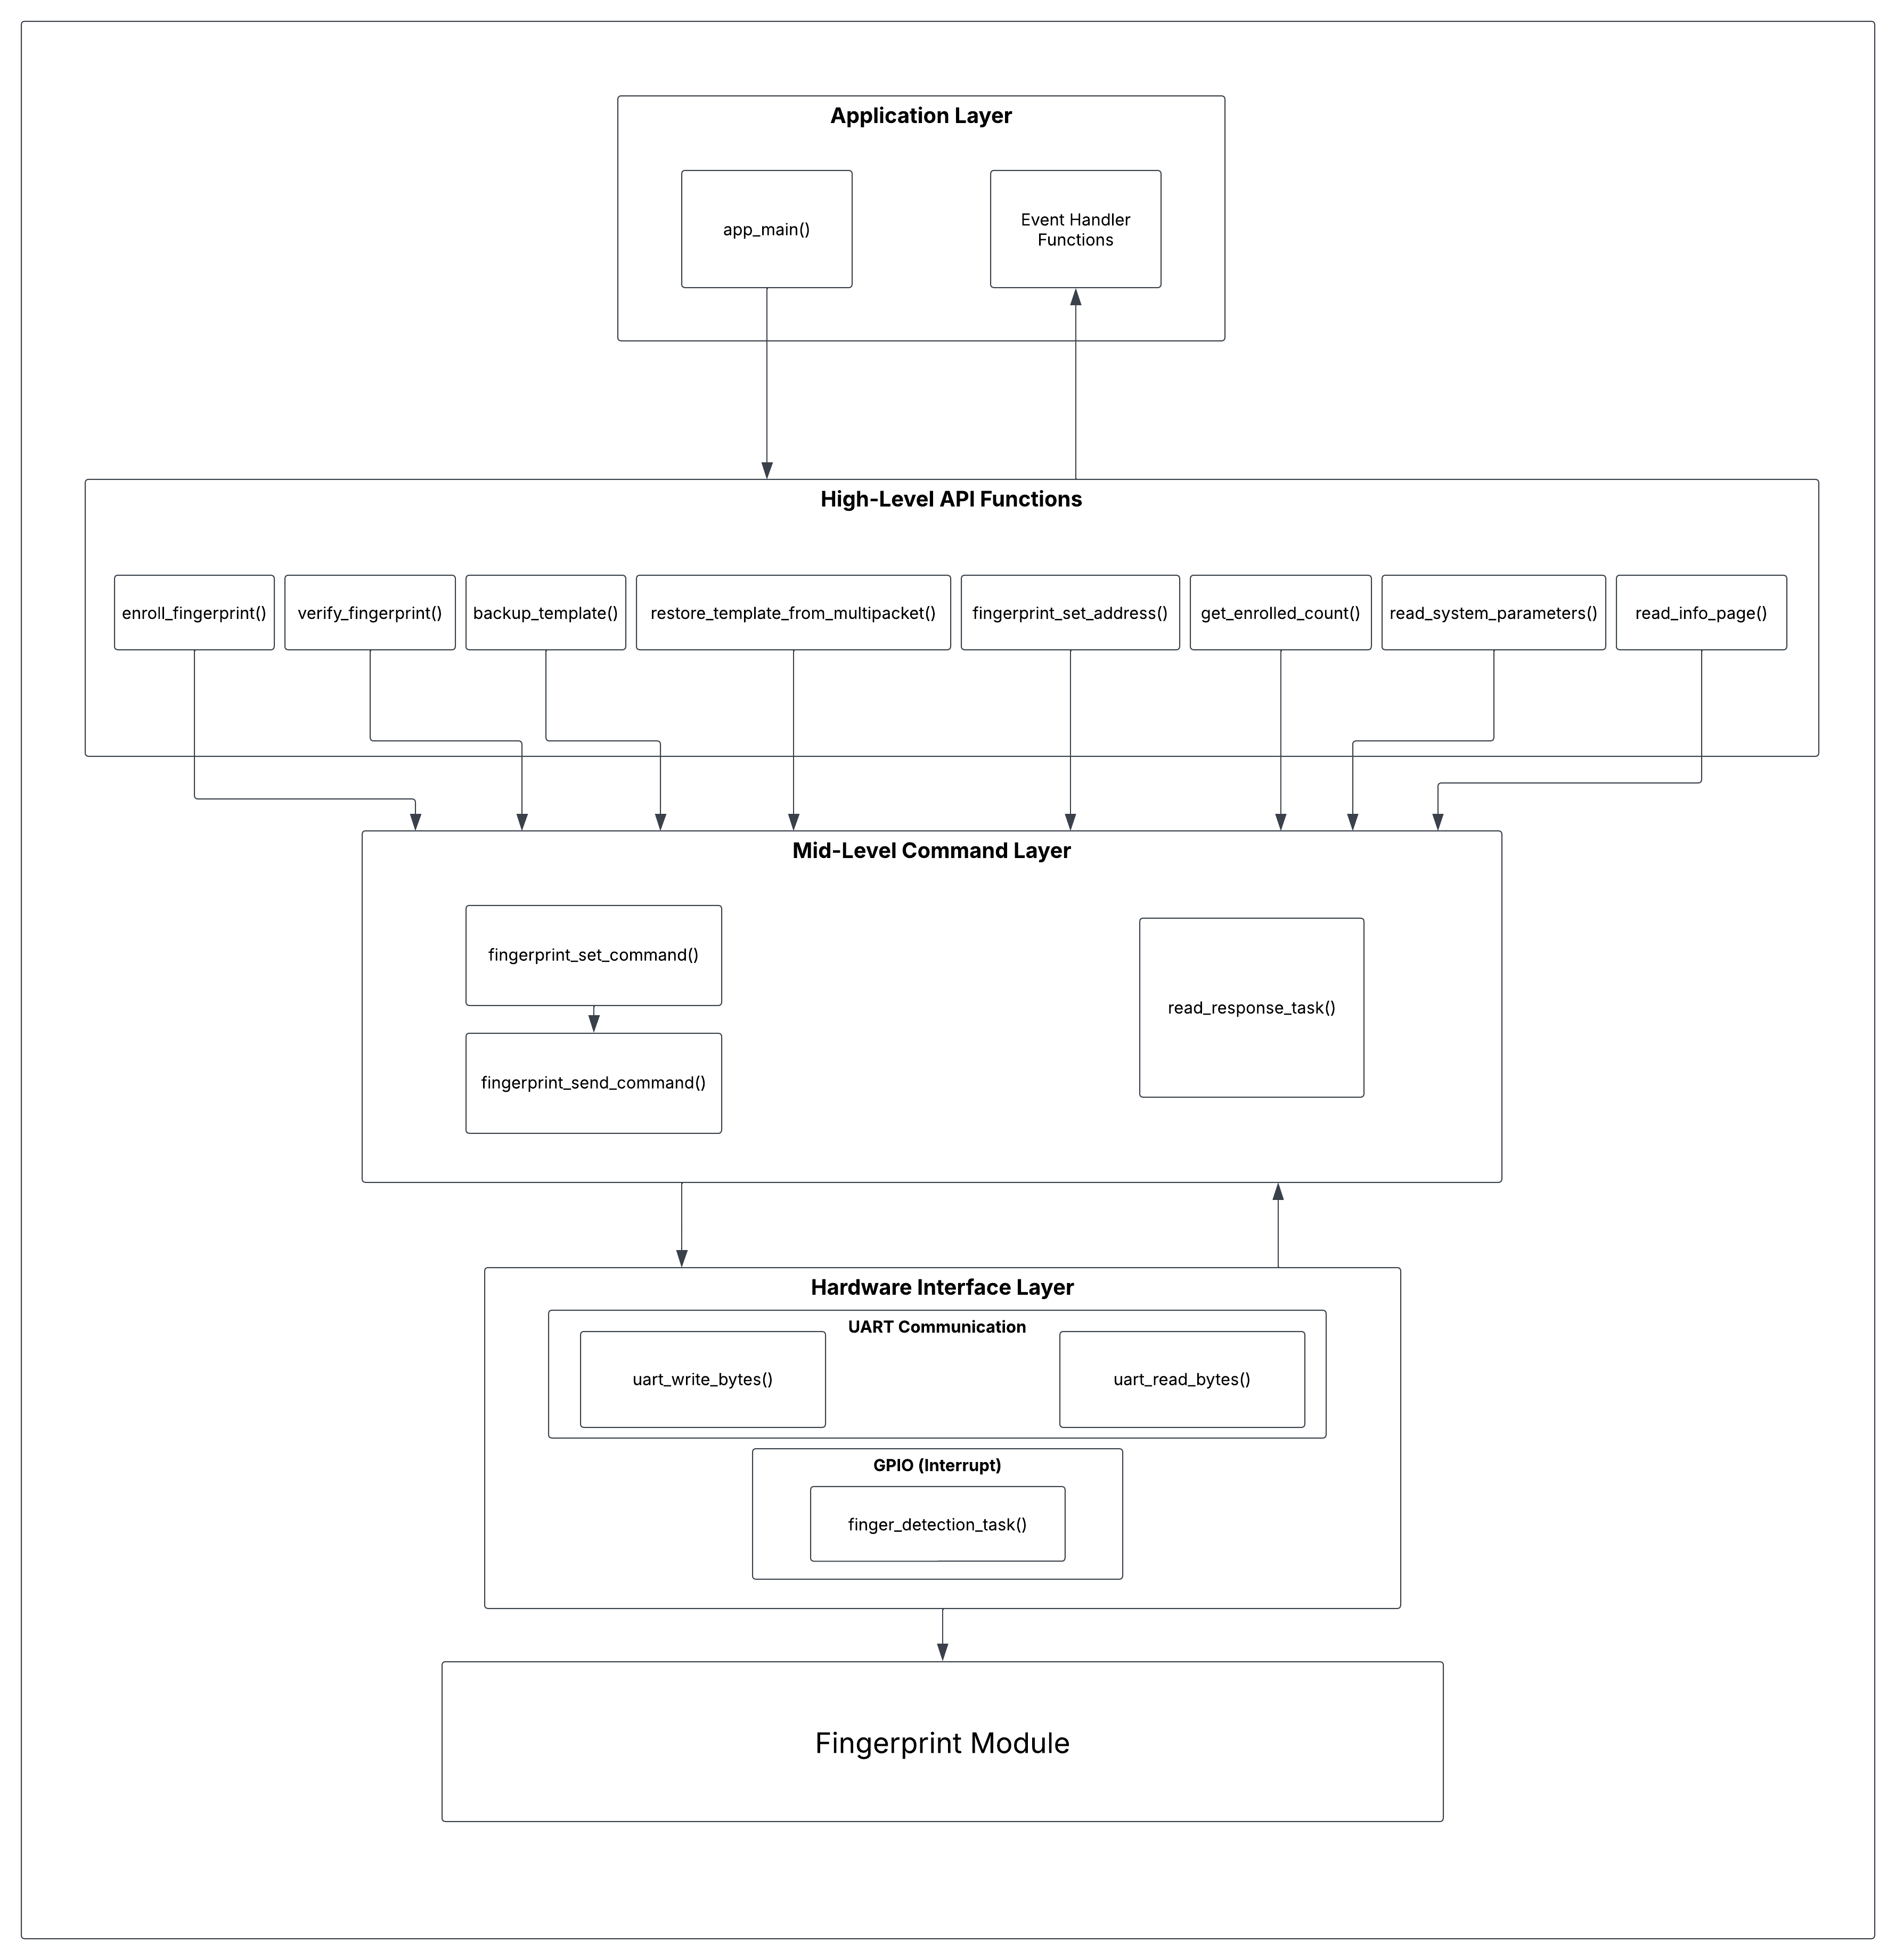 Application Layer
app_main()
Event Handler
Functions
High-Level API Functions
enroll_fingerprint()
verify_fingerprint()
backup_template()
restore_template_from_multipacket()
fingerprint_set_address()
get_enrolled_count()
read_system_parameters()
read_info_page()
Mid-Level Command Layer
fingerprint_set_command()
read_response_task()
fingerprint_send_command()
Hardware Interface Layer
UART Communication
uart_write_bytes()
uart_read_bytes()
GPIO (Interrupt)
finger_detection_task()
Fingerprint Module